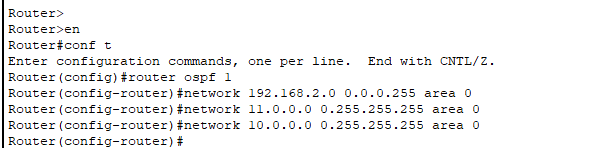 Router>
Router>en
Router#conf t
Enter configuration commands, one per line.  End with CNTL/Z.
Router(config)#router ospf 1
Router(config-router)#network 192.168.2.0 0.0.0.255 area 0
Router(config-router)#network 11.0.0.0 0.255.255.255 area 0
Router(config-router)#network 10.0.0.0 0.255.255.255 area 0
Router(config-router)#